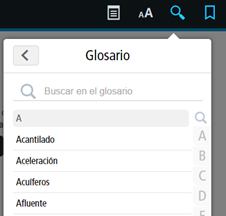 AA
Glosario
Buscar en el glosario
A
Acantilado
A
Aceleración
B
Acuíferos
C
Afluente
D